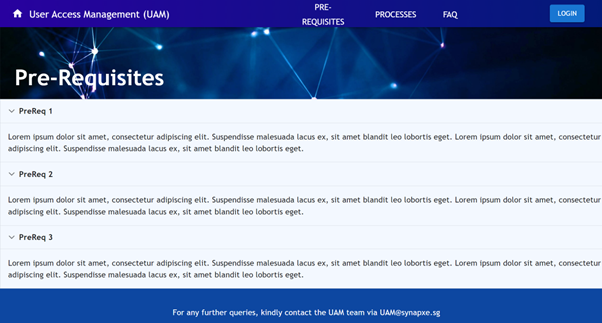 User Access Management (UAM)
PRE-
REQUISITES
PROCESSES
FAQ
LOGIN
Pre-Requisites
PreReq 1
Lorem ipsum dolor sit amet, consectetur adipiscing elit. Suspendisse malesuada lacus ex, sit amet blandit leo lobortis eget. Lorem ipsum dolor sit amet, consectetur
adipiscing elit. Suspendisse malesuada lacus ex, sit amet blandit leo lobortis eget.
PreReq 2
Lorem ipsum dolor sit amet, consectetur adipiscing elit. Suspendisse malesuada lacus ex, sit amet blandit leo lobortis eget. Lorem ipsum dolor sit amet, consectetur
adipiscing elit. Suspendisse malesuada lacus ex, sit amet blandit leo lobortis eget.
PreReq 3
Lorem ipsum dolor sit amet, consectetur adipiscing elit. Suspendisse malesuada lacus ex, sit amet blandit leo lobortis eget. Lorem ipsum dolor sit amet, consectetur
adipiscing elit. Suspendisse malesuada lacus ex, sit amet blandit leo lobortis eget.
For any further queries, kindly contact the UAM team via UAM@synapxe.sg